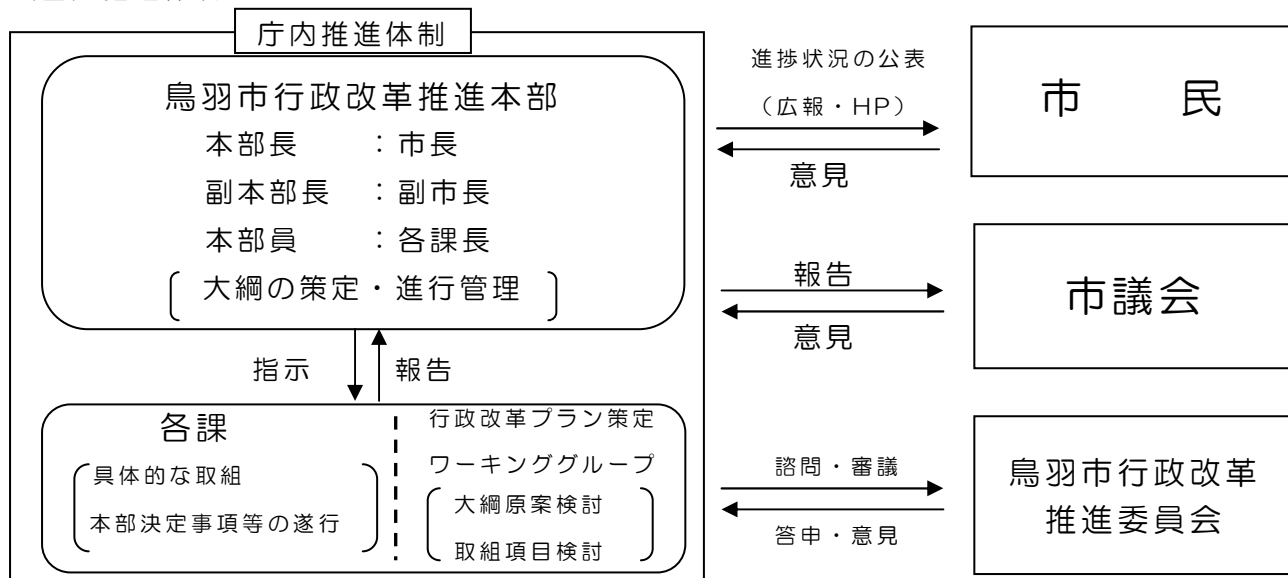 庁内推進体制
鳥羽市行政改革推進本部
本部長 ：市長
副本部長 ：副市長
本部員 ：各課長
大綱の策定・進行管理
指示
報告
各課
具体的な取組
本部決定事項等の遂行
行政改革プラン策定
ワーキンググループ
大綱原案検討
取組項目検討
進捗状況の公表
（広報・HP）
意見
市　民
報告
意見
市議会
諮問・審議
答申・意見
鳥羽市行政改革
推進委員会